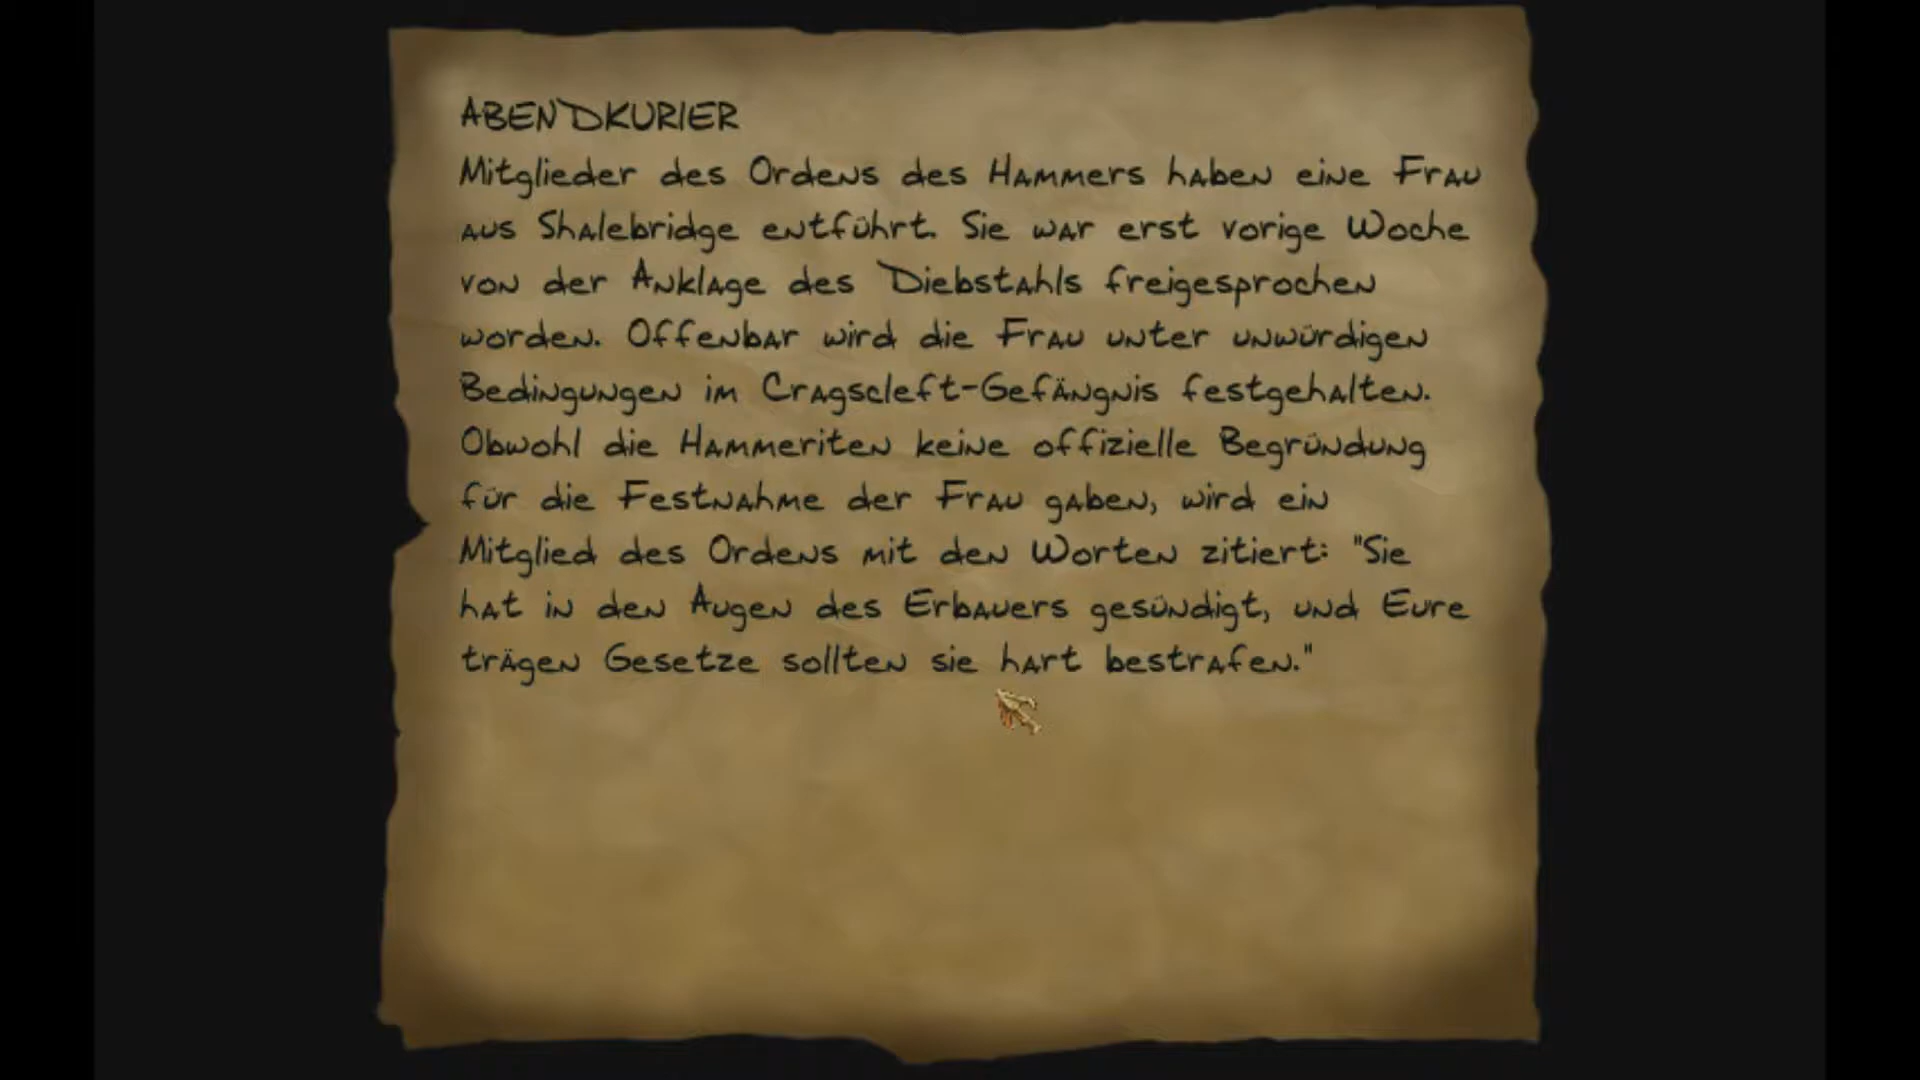 ABENDKURIER
Mitglieder des Ordens des Hammers haben eine Frau
aus Shalebridge entführt. Sie war erst vorige Woche
von der Anklage des Diebstahls freigesprochen
worden. Offenbar wird die Frau unter unwürdigen
Bedingungen im Cragscleft-Gefängnis festgehalten.
Obwohl die Hammeriten keine offizielle Begründung
für die Festnahme der Frau gaben, wird ein
Mitglied des Ordens mit den Worten zitiert: "Sie
hat in den Augen des Erbauers gesündigt, und Eure
trägen Gesetze sollten sie hart bestrafen."